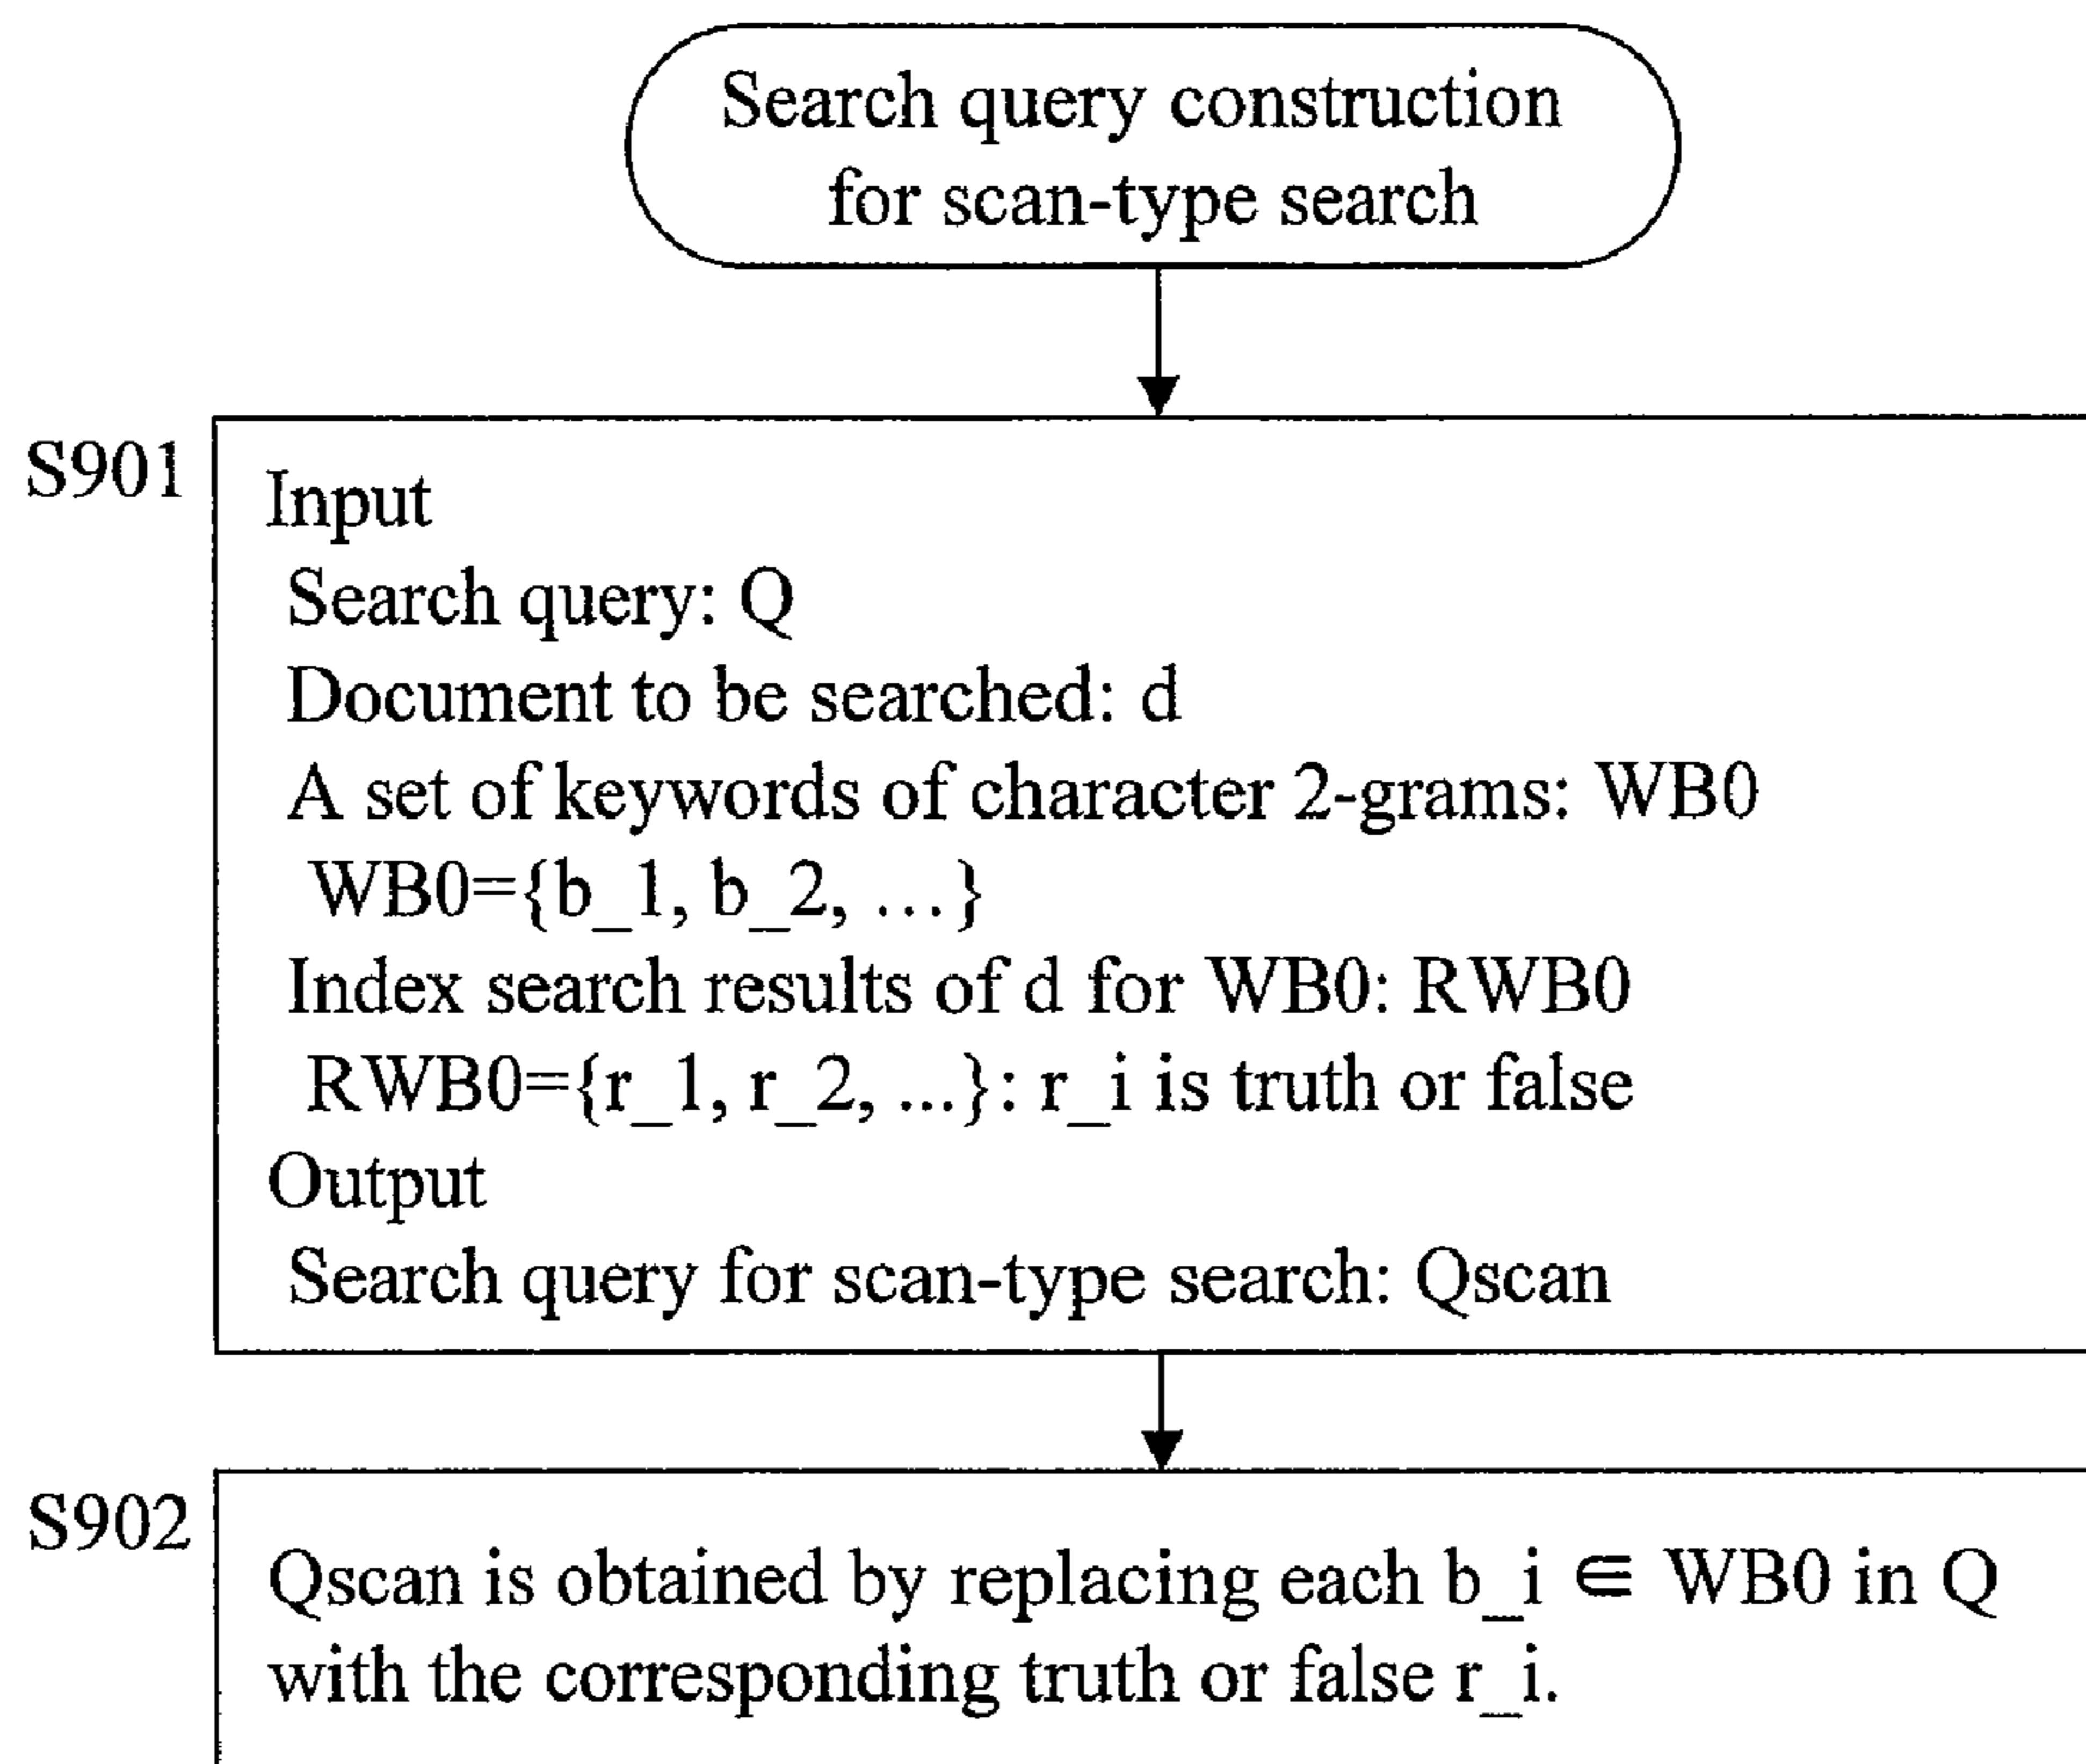 Search query construction
for scan-type search
S901
Input
Search query: Q
Document to be searched: d
A set of keywords of character 2-grams: WB0
WB0={b_1, b_2, ...}
Index search results of d for WB0: RWB0
RWB0={r_1, r_2, ...}: r_i is truth or false
Output
Search query for scan-type search: Qscan
S902
Qscan is obtained by replacing each b_i ∈ WB0 in Q
with the corresponding truth or false r_i.